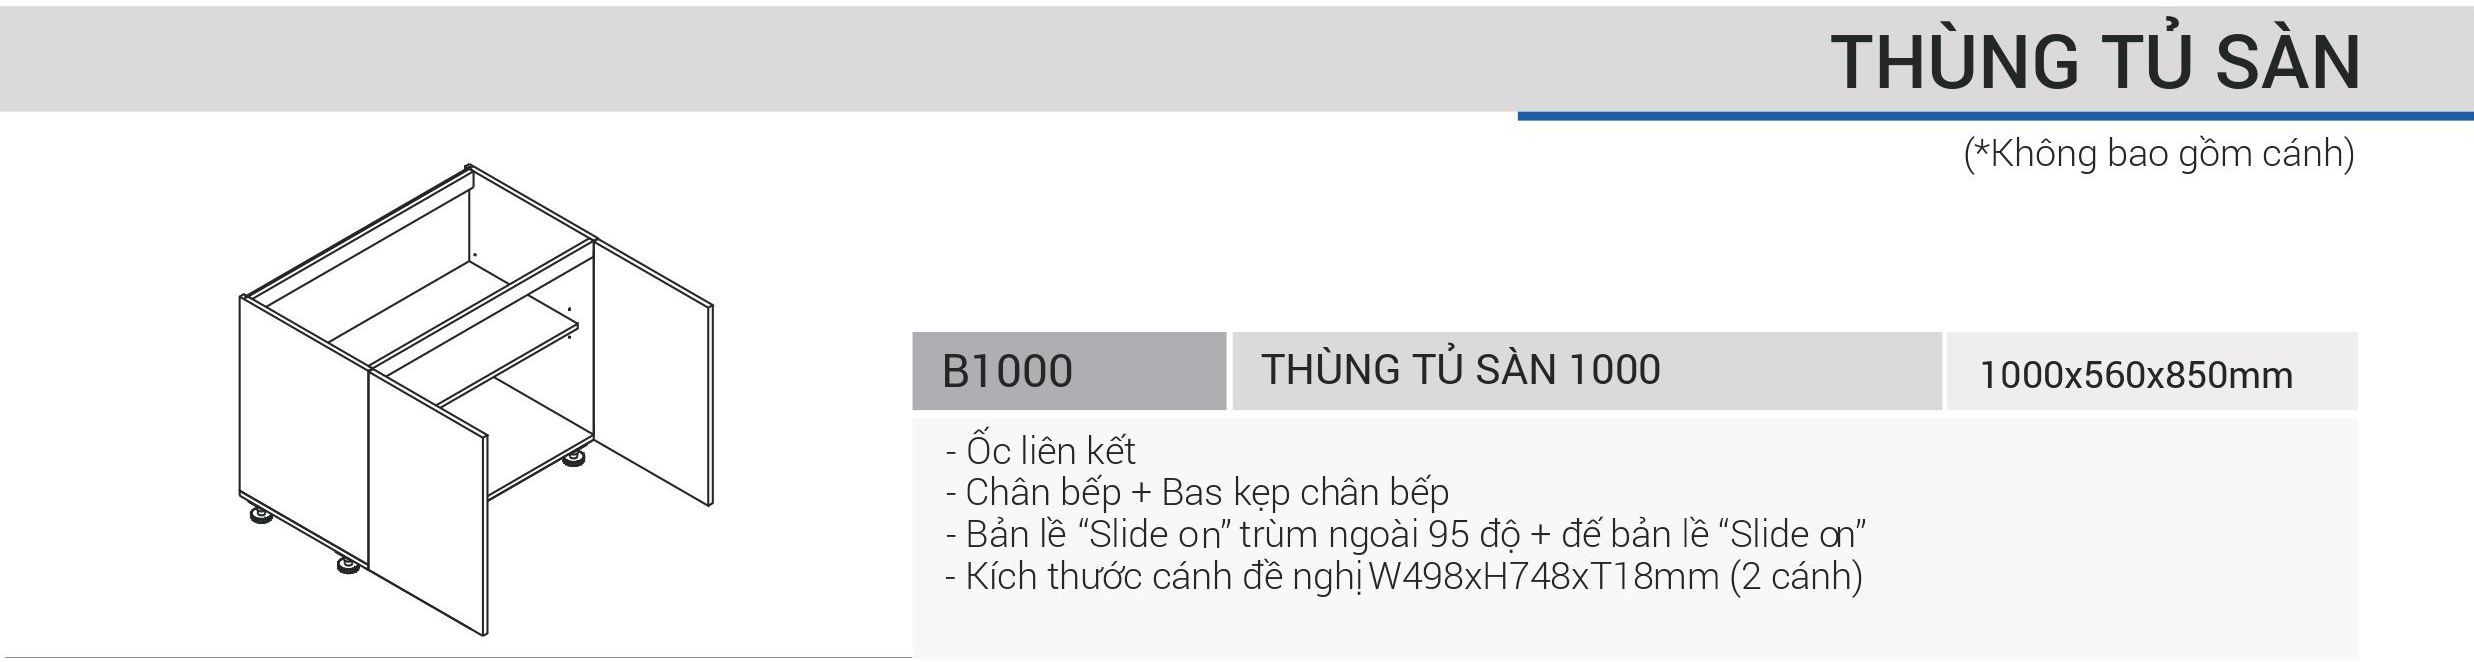 THÙNG TỦ SÀN
(*Không bao gồm cánh)
B1000 THÙNG TỦ SÀN 1000 1000x560x850mm
- Ốc liên kết
- Chân bếp + Bas kẹp chân bếp
- Bản lề “Slide on” trùm ngoài 95 độ + đế bản lề “Slide on”
- Kích thước cánh đề nghị W498xH748xT18mm (2 cánh)